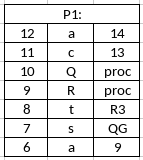 P1:
12 a 14
11 c 13
10 Q proc
9 R proc
8 t R3
7 s QG
6 a 9